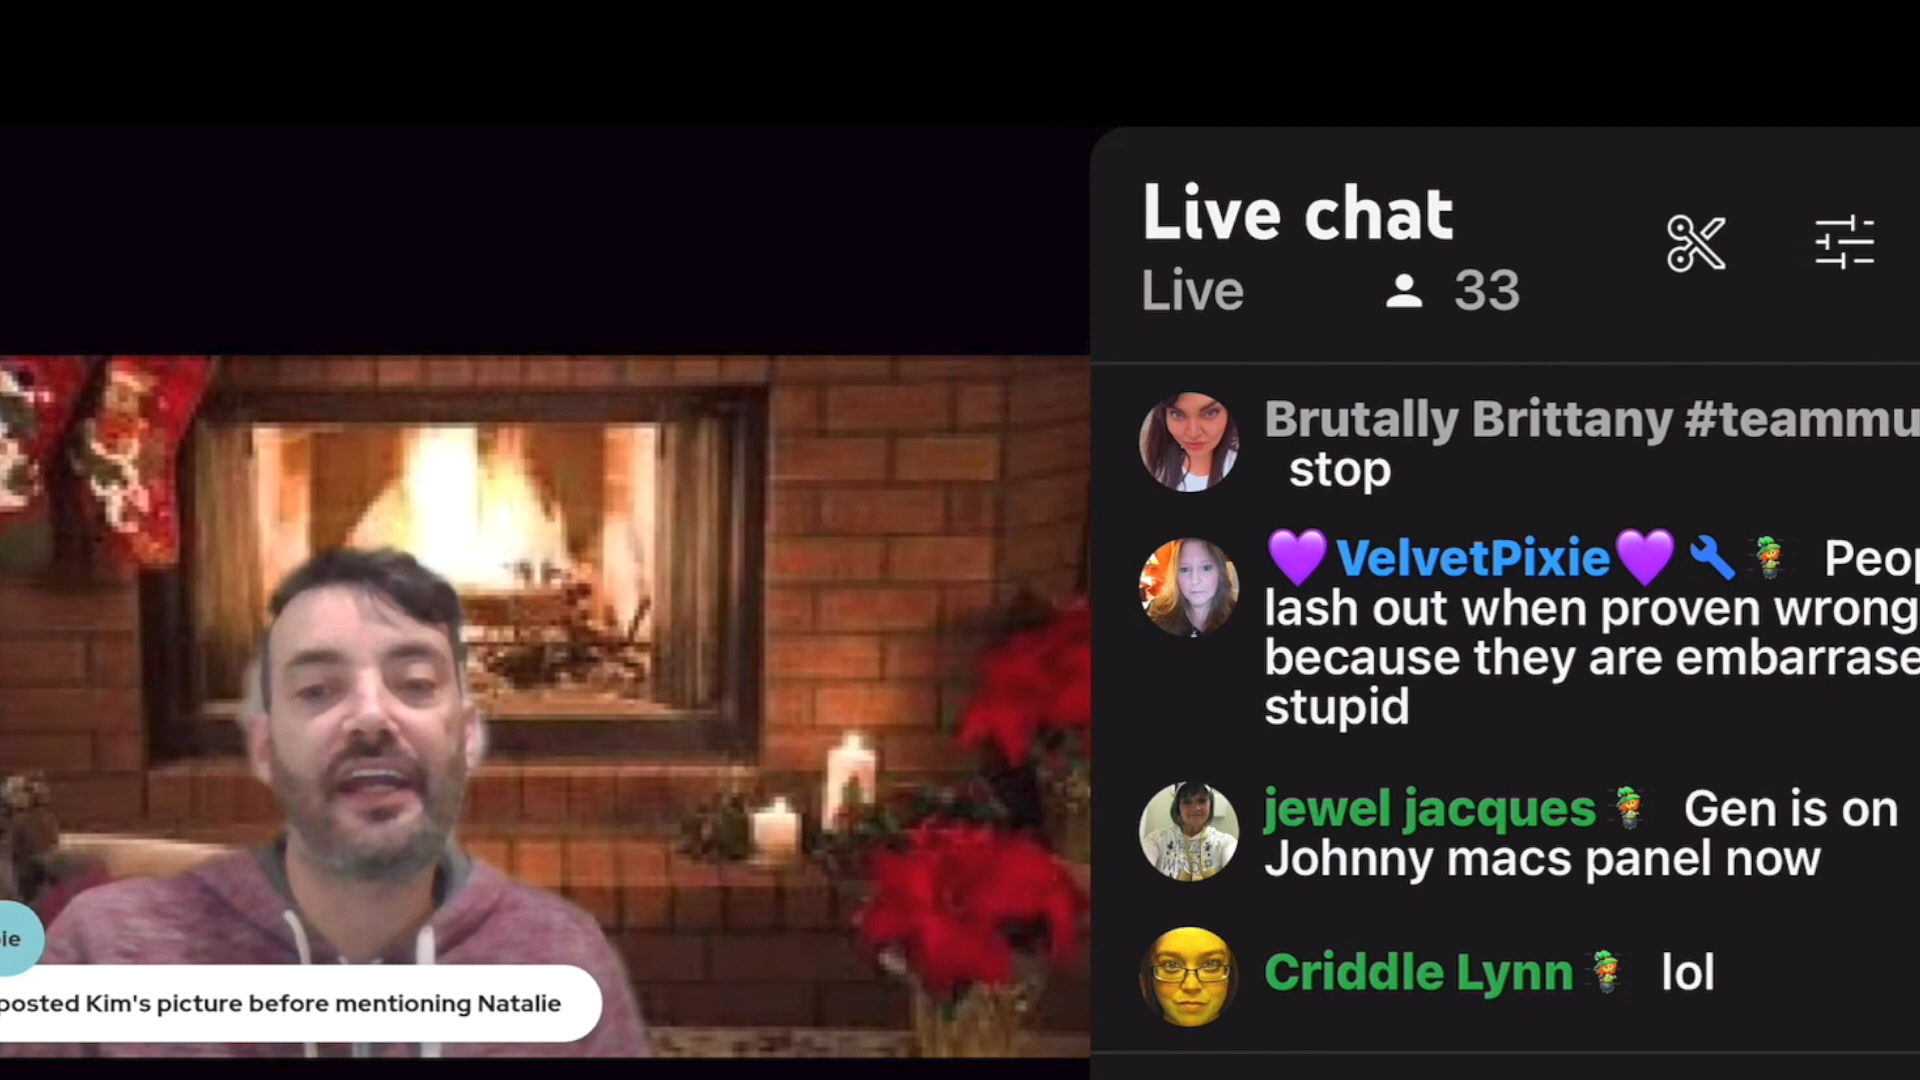 Live chat
Live 33
Brutally Brittany #teammu
stop
💜VelvetPixie💜 Peop
lash out when proven wrong
because they are embarrase
stupid
jewel jacques Gen is on
Johnny macs panel now
Criddle Lynn lol
ie
posted Kim's picture before mentioning Natalie